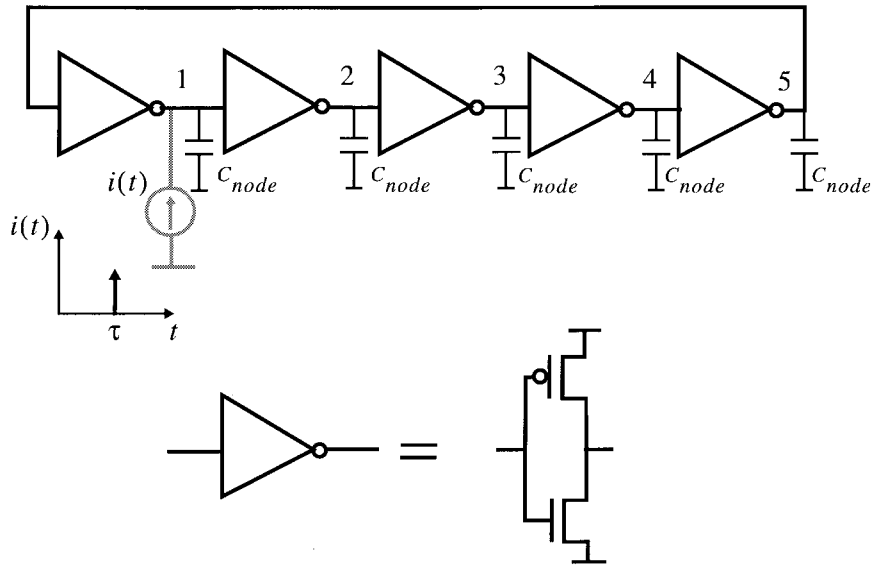 1 2 3 4 5
i(t) C_node C_node C_node C_node C_node
i(t)
τ t
=